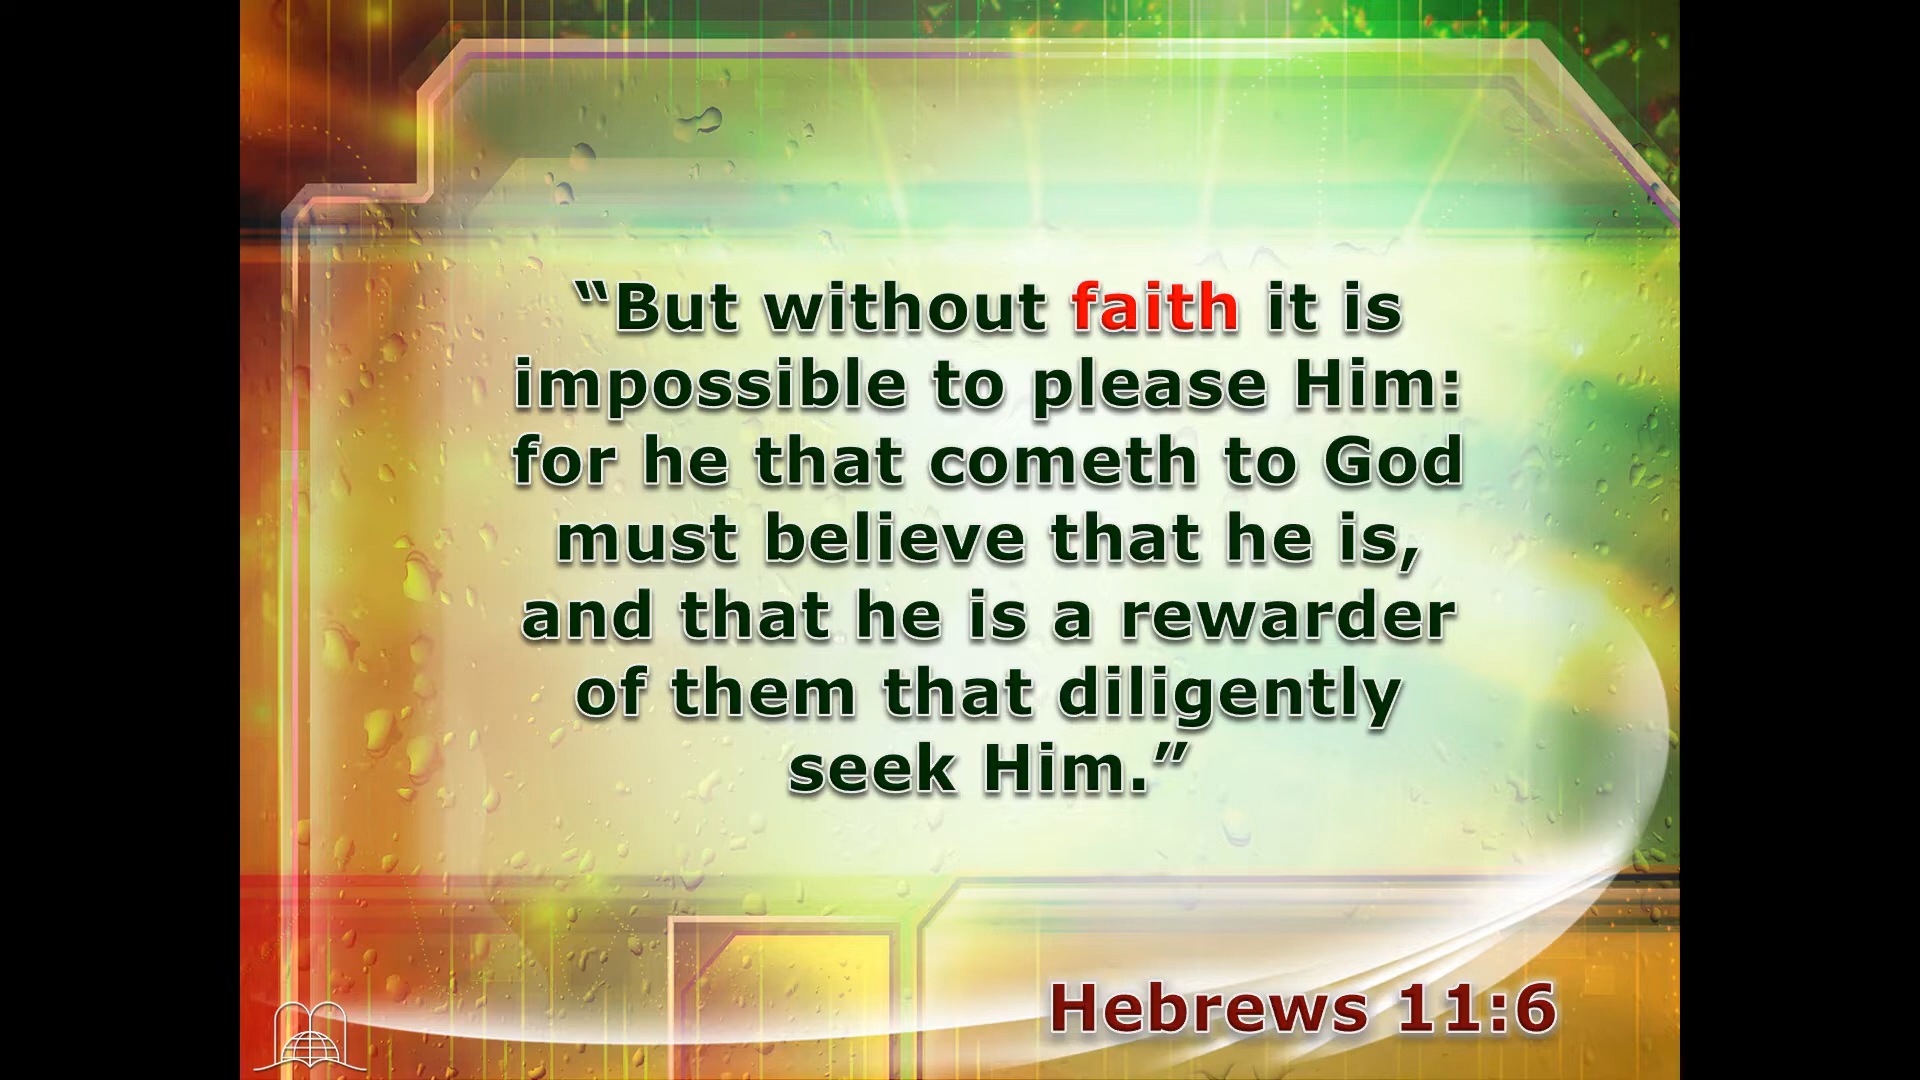 “But without faith it is
impossible to please Him:
for he that cometh to God
must believe that he is,
and that he is a rewarder
of them that diligently
seek Him.”
Hebrews 11:6